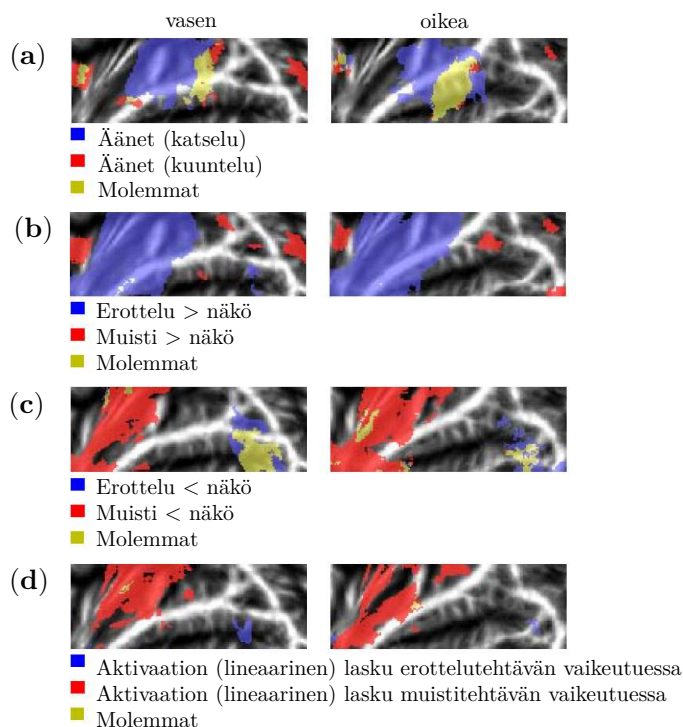 vasen oikea
(a)
Äänet (katselu)
Äänet (kuuntelu)
Molemmat
(b)
Erottelu > näkö
Muisti > näkö
Molemmat
(c)
Erottelu < näkö
Muisti < näkö
Molemmat
(d)
Aktivaation (lineaarinen) lasku erottelutehtävän vaikeutuessa
Aktivaation (lineaarinen) lasku muistitehtävän vaikeutuessa
Molemmat